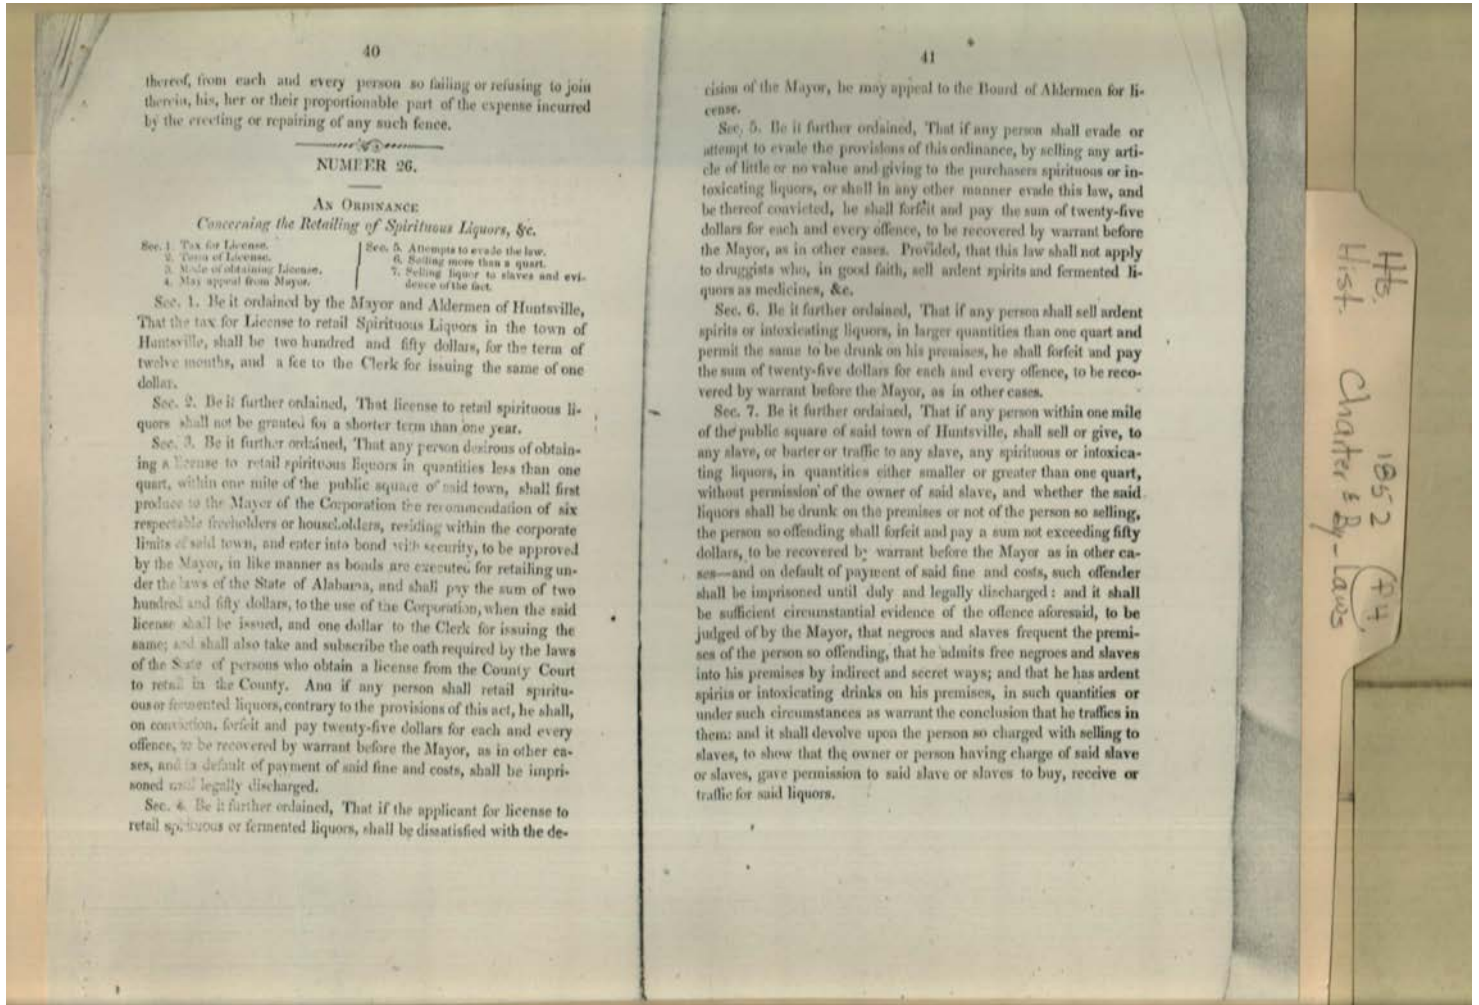 40
thereof, from each and every person so failing or refusing to join
therein, his, her or their proportionable part of the expense incurred
by the erecting or repairing of any such fence.
NUMBER 26.
An Ordinance
Concerning the Retailing of Spirituous Liquors, &c.
Sec. 1. Tax for License.
2. Term of License.
3. Mode of obtaining License.
4. May appeal from Mayor.
Sec. 5. Attempts to evade the law.
6. Selling more than a quart.
7. Selling liquor to slaves and evi-
dence of the fact.
Sec. 1. Be it ordained by the Mayor and Aldermen of Huntsville,
That the tax for License to retail Spirituous Liquors in the town of
Huntsville, shall be two hundred and fifty dollars, for the term of
twelve months, and a fee to the Clerk for issuing the same of one
dollar.
Sec. 2. Be it further ordained, That license to retail spirituous li-
quors shall not be granted for a shorter term than one year.
Sec. 3. Be it further ordained, That any person desirous of obtain-
ing a license to retail spirituous liquors in quantities less than one
quart, within one mile of the public square of said town, shall first
produce to the Mayor of the Corporation the recommendation of six
respectable freeholders or householders, residing within the corporate
limits of said town, and enter into bond with security, to be approved
by the Mayor, in like manner as bonds are executed for retailing un-
der the laws of the State of Alabama, and shall pay the sum of two
hundred and fifty dollars, to the use of the Corporation, when the said
license shall be issued, and one dollar to the Clerk for issuing the
same; and shall also take and subscribe the oath required by the laws
of the State of persons who obtain a license from the County Court
to retail in the County. And if any person shall retail spiritu-
ous or fermented liquors, contrary to the provisions of this act, he shall,
on conviction, forfeit and pay twenty-five dollars for each and every
offence, to be recovered by warrant before the Mayor, as in other ca-
ses, and in default of payment of said fine and costs, shall be impri-
soned until legally discharged.
Sec. 4. Be it further ordained, That if the applicant for license to
retail spirituous or fermented liquors, shall be dissatisfied with the de-
41
cision of the Mayor, he may appeal to the Board of Aldermen for li-
cense.
Sec. 5. Be it further ordained, That if any person shall evade or
attempt to evade the provisions of this ordinance, by selling any arti-
cle of little or no value and giving to the purchasers spirituous or in-
toxicating liquors, or shall in any other manner evade this law, and
be thereof convicted, he shall forfeit and pay the sum of twenty-five
dollars for each and every offence, to be recovered by warrant before
the Mayor, as in other cases. Provided, that this law shall not apply
to druggists who, in good faith, sell ardent spirits and fermented li-
quors as medicines, &c.
Sec. 6. Be it further ordained, That if any person shall sell ardent
spirits or intoxicating liquors, in larger quantities than one quart and
permit the same to be drunk on his premises, he shall forfeit and pay
the sum of twenty-five dollars for each and every offence, to be reco-
vered by warrant before the Mayor, as in other cases.
Sec. 7. Be it further ordained, That if any person within one mile
of the public square of said town of Huntsville, shall sell or give, to
any slave, or barter or traffic to any slave, any spirituous or intoxica-
ting liquors, in quantities either smaller or greater than one quart,
without permission of the owner of said slave, and whether the said
liquors shall be drunk on the premises or not of the person so selling,
the person so offending shall forfeit and pay a sum not exceeding fifty
dollars, to be recovered by warrant before the Mayor as in other ca-
ses—and on default of payment of said fine and costs, such offender
shall be imprisoned until duly and legally discharged: and it shall
be sufficient circumstantial evidence of the offence aforesaid, to be
judged of by the Mayor, that negroes and slaves frequent the premi-
ses of the person so offending, that he admits free negroes and slaves
into his premises by indirect and secret ways; and that he has ardent
spirits or intoxicating drinks on his premises, in such quantities or
under such circumstances as warrant the conclusion that he traffics in
them: and it shall devolve upon the person so charged with selling to
slaves, to show that the owner or person having charge of said slave
or slaves, gave permission to said slave or slaves to buy, receive or
traffic for said liquors.
Hist.
1852
Charter & By-Laws